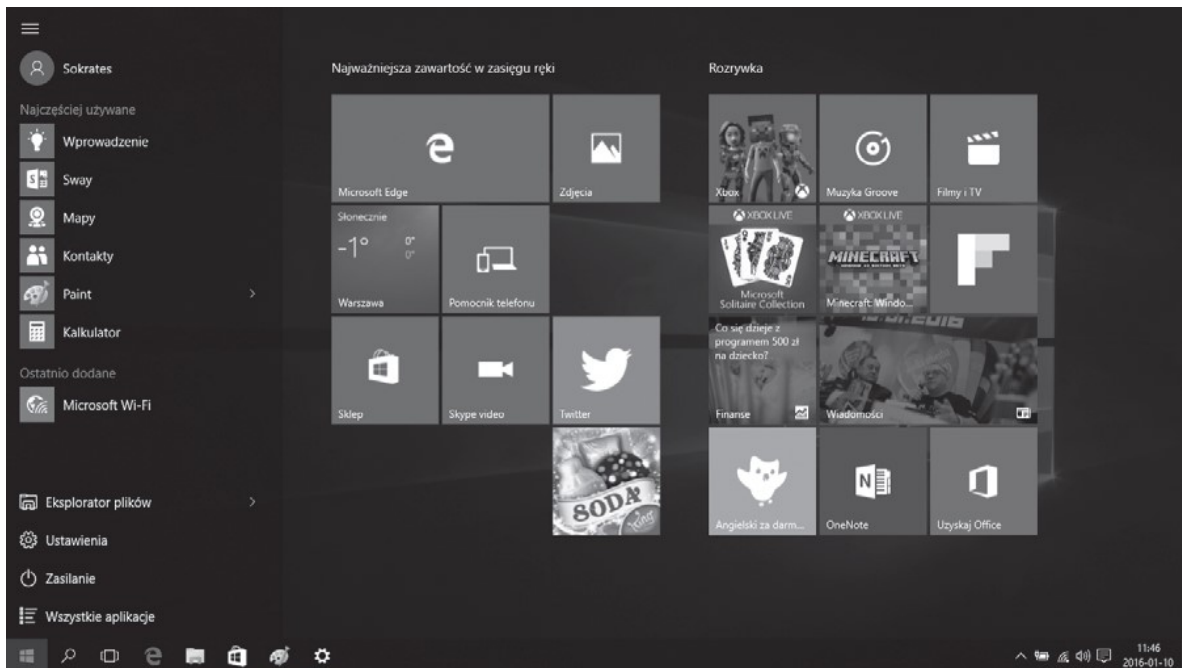 Sokrates
Najczęściej używane
Wprowadzenie
Sway
Mapy
Kontakty
Paint
Kalkulator
Ostatnio dodane
Microsoft Wi-Fi
Eksplorator plików
Ustawienia
Zasilanie
Wszystkie aplikacje
Najważniejsza zawartość w zasięgu ręki
Microsoft Edge
Zdjęcia
Słonecznie
-1°
0°
0°
Warszawa
Pomocnik telefonu
Sklep
Skype video
Twitter
SODA
King
Rozrywka
Xbox
Muzyka Groove
Filmy i TV
XBOX LIVE
Microsoft
Solitaire Collection
XBOX LIVE
MINECRAFT
Minecraft: Windo...
Co się dzieje z
programem 500 zł
na dziecko?
Finanse
Wiadomości
Angielski za darm...
OneNote
Uzyskaj Office
11:46
2016-01-10